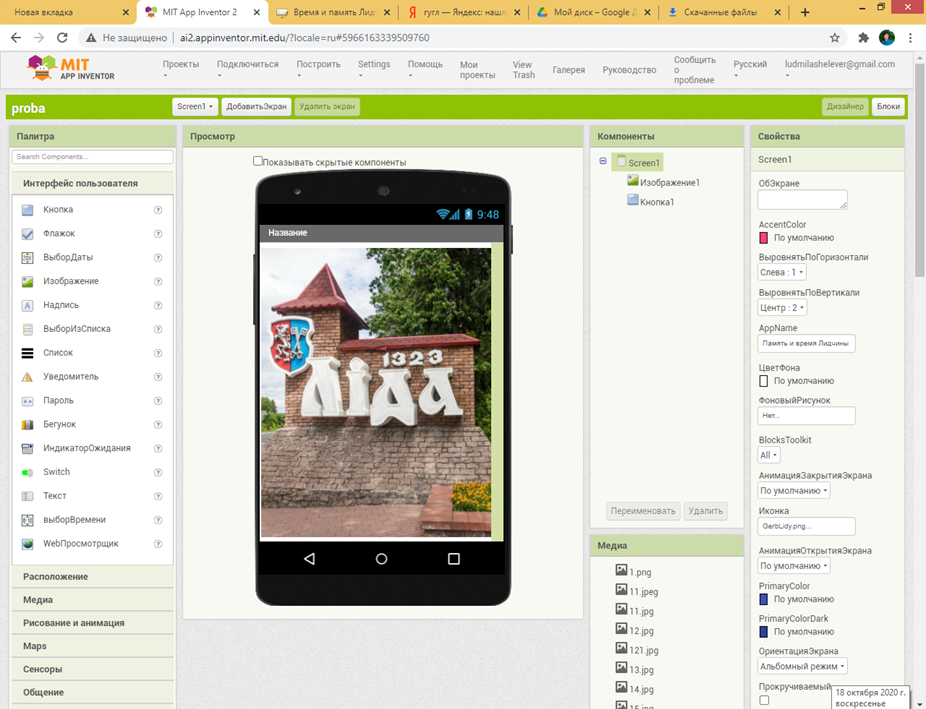 Новая вкладка
MIT App Inventor 2
Время и память Лид
гугл — Яндекс: наш
Мой диск – Google Д
Скачанные файлы
Не защищено
ai2.appinventor.mit.edu/?locale=ru#5966163339509760
MIT
APP INVENTOR
Проекты
Подключиться
Построить
Settings
Помощь
Мои проекты
View Trash
Галерея
Руководство
Сообщить о проблеме
Русский
ludmilashelever@gmail.com
proba
Screen1
ДобавитьЭкран
Удалить экран
Дизайнер
Блоки
Палитра
Search Components...
Интерфейс пользователя
Кнопка
Флажок
ВыборДаты
Изображение
Надпись
ВыборИзСписка
Список
Уведомитель
Пароль
Бегунок
ИндикаторОжидания
Switch
Текст
выборВремени
WebПросмотрщик
Расположение
Медиа
Рисование и анимация
Maps
Сенсоры
Общение
Просмотр
Показывать скрытые компоненты
9:48
Название
1323
Ліда
Компоненты
Screen1
Изображение1
Кнопка1
Переименовать
Удалить
Медиа
1.png
11.jpeg
11.jpg
12.jpg
121.jpg
13.jpg
14.jpg
Свойства
Screen1
ОбЭкране
AccentColor
По умолчанию
ВыровнятьПоГоризонтали
Слева : 1
ВыровнятьПоВертикали
Центр : 2
AppName
Память и время Лидчины
ЦветФона
По умолчанию
ФоновыйРисунок
Нет...
BlocksToolkit
All
АнимацияЗакрытияЭкрана
По умолчанию
Иконка
GerbLidy.png...
АнимацияОткрытияЭкрана
По умолчанию
PrimaryColor
По умолчанию
PrimaryColorDark
По умолчанию
ОриентацияЭкрана
Альбомный режим
Прокручиваемый
18 октября 2020 г.
воскресенье